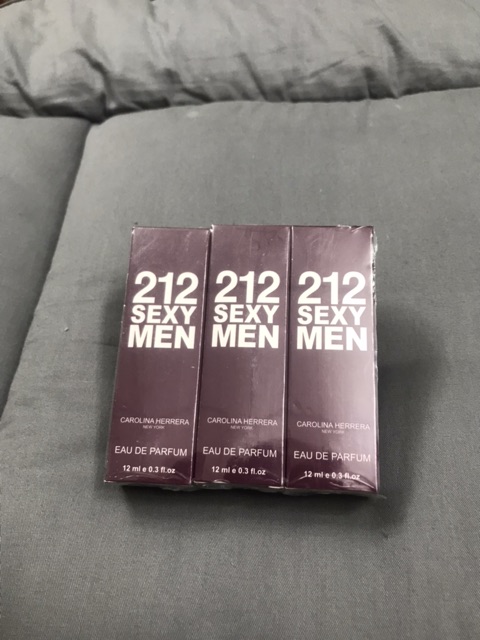 212
SEXY
MEN
CAROLINA HERRERA
NEW YORK
EAU DE PARFUM
12 ml e 0.3 fl.oz
212
SEXY
MEN
CAROLINA HERRERA
NEW YORK
EAU DE PARFUM
12 ml e 0.3 fl.oz
212
SEXY
MEN
CAROLINA HERRERA
NEW YORK
EAU DE PARFUM
12 ml e 0.3 fl.oz